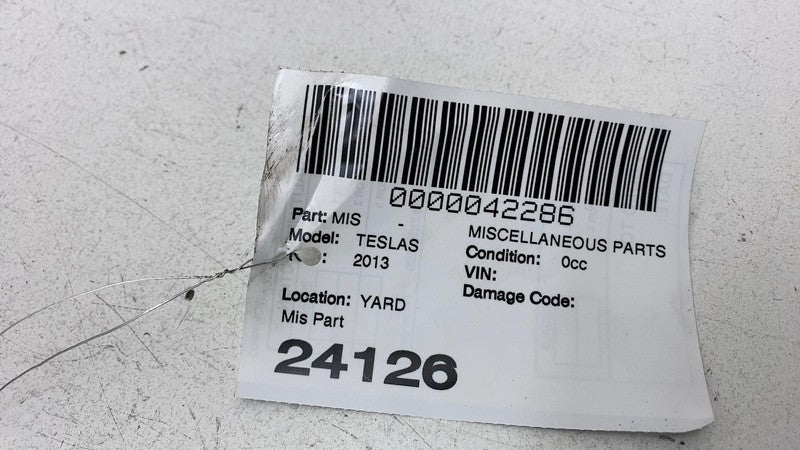 0000042286
Part: MIS - MISCELLANEOUS PARTS
Model: TESLAS Condition: 0cc
2013 VIN:
Location: YARD Damage Code:
Mis Part
24126